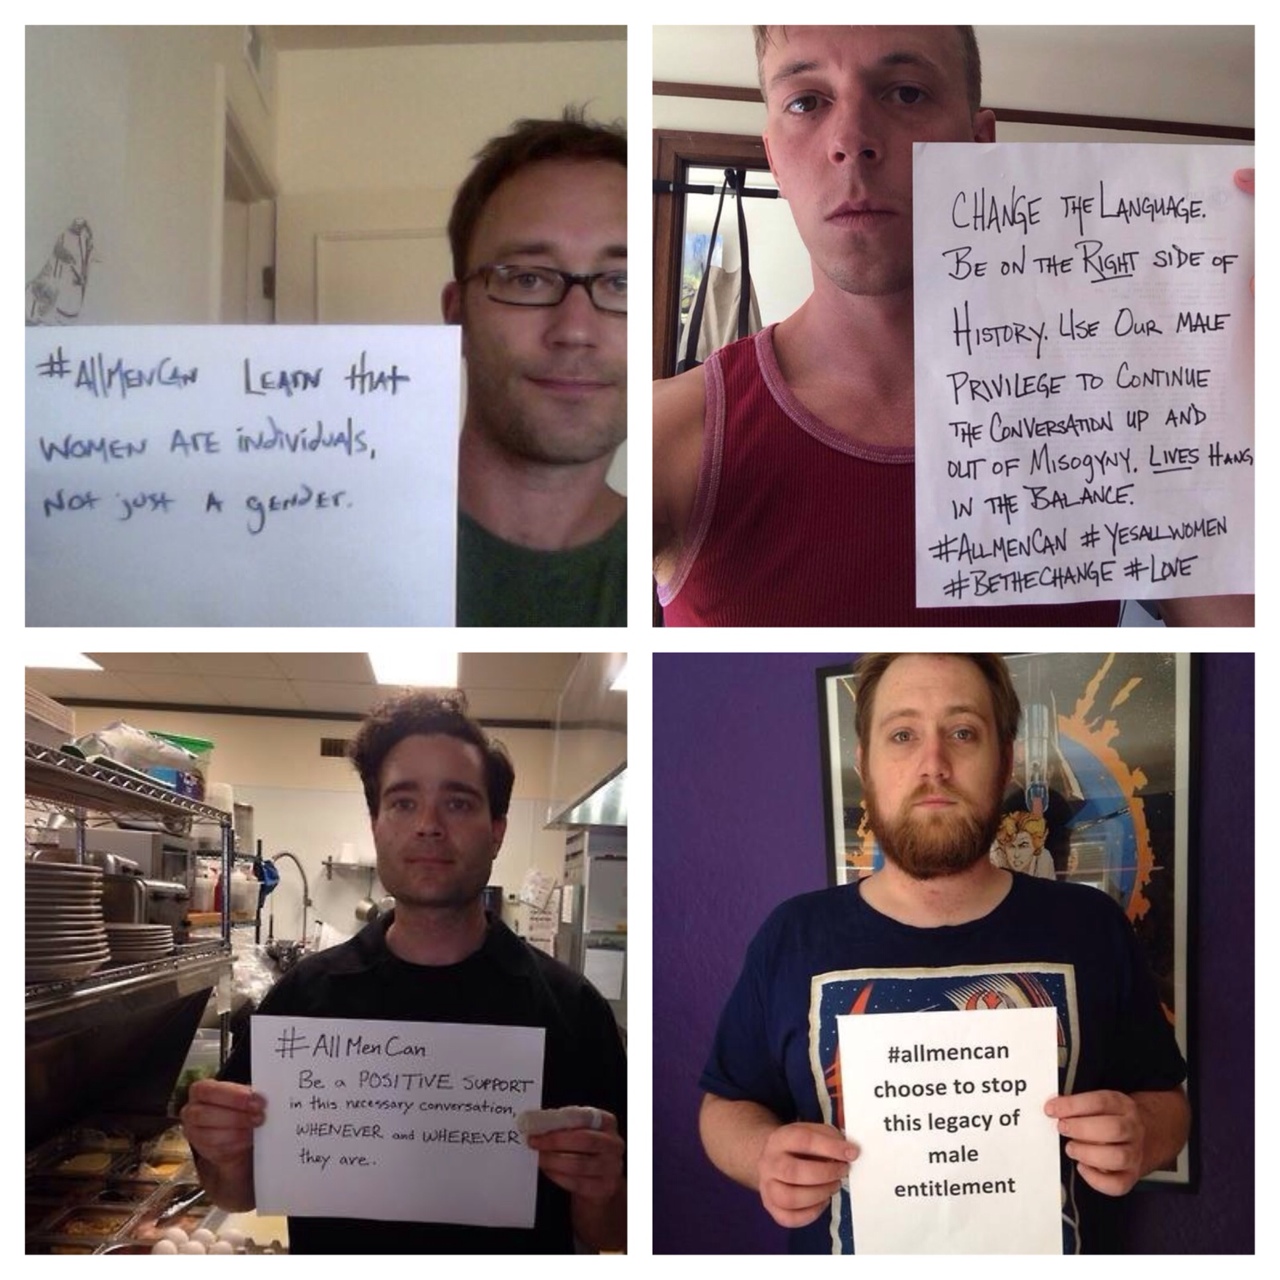 #AllMenCan Learn that
women are individuals,
Not just a gender.
CHANGE THE LANGUAGE.
BE ON THE RIGHT SIDE OF
HISTORY. USE OUR MALE
PRIVILEGE TO CONTINUE
THE CONVERSATION UP AND
OUT OF MISOGYNY. LIVES HANG
IN THE BALANCE.
#ALLMENCAN #YESALLWOMEN
#BETHECHANGE #LOVE
#AllMenCan
Be a POSITIVE SUPPORT
in this necessary conversation,
WHENEVER and WHEREVER
they are.
#allmencan
choose to stop
this legacy of
male
entitlement